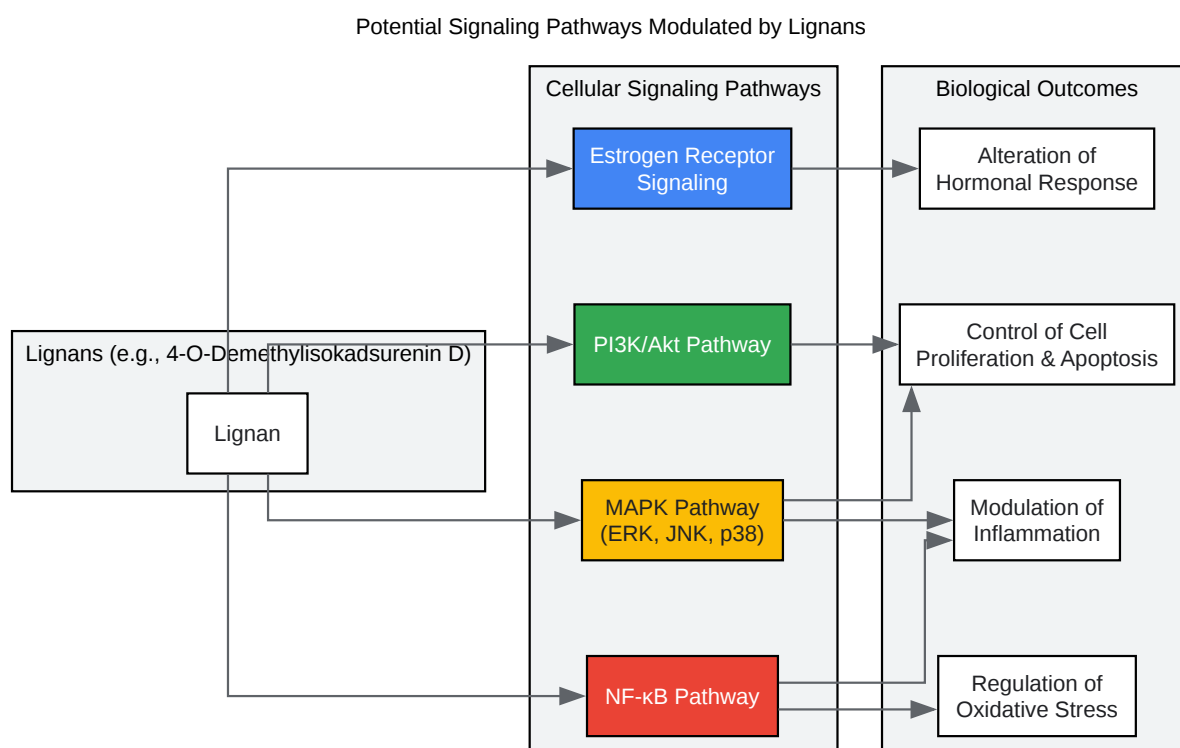 Potential Signaling Pathways Modulated by Lignans
Cellular Signaling Pathways
Biological Outcomes
Estrogen Receptor
Signaling
Alteration of
Hormonal Response
Lignans (e.g., 4-O-Demethylisokadsurenin D)
Lignan
PI3K/Akt Pathway
Control of Cell
Proliferation & Apoptosis
MAPK Pathway
(ERK, JNK, p38)
Modulation of
Inflammation
NF-κB Pathway
Regulation of
Oxidative Stress